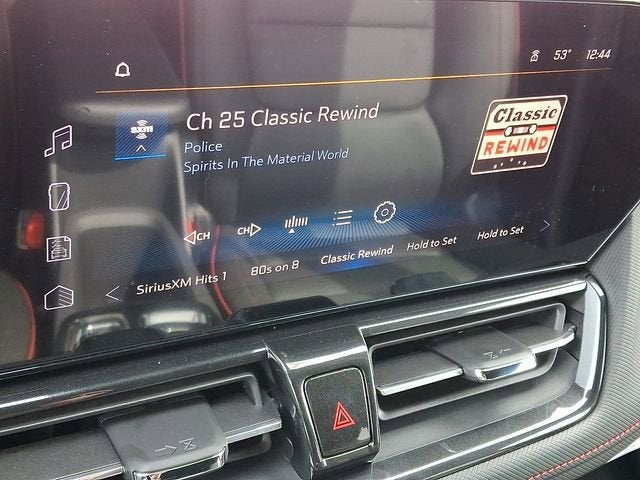 53° 12:44
sxm
Ch 25 Classic Rewind
Police
Spirits In The Material World
Classic
REWIND
CH
CH
SiriusXM Hits 1 80s on 8 Classic Rewind Hold to Set Hold to Set